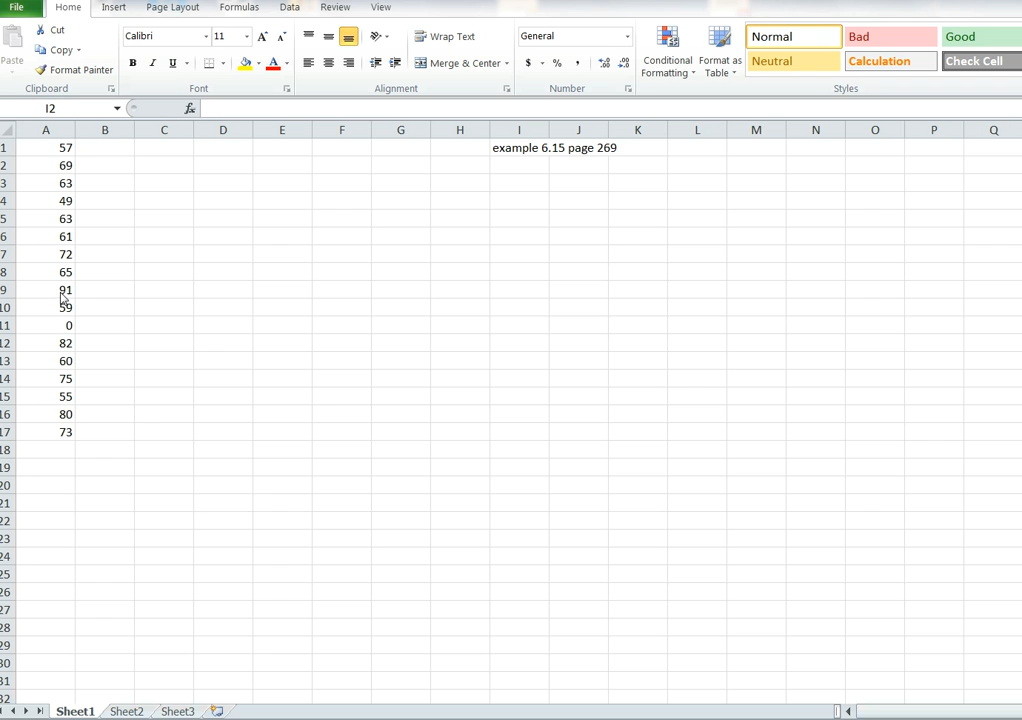 File Home Insert Page Layout Formulas Data Review View
Cut
Copy
Format Painter
Paste
Calibri 11 A A
B I U A
Wrap Text
Merge & Center
General
$ % ,
Conditional Formatting
Format as Table
Normal Bad Good
Neutral Calculation Check Cell
Clipboard Font Alignment Number Styles
I2 fx
A B C D E F G H I J K L M N O P Q
1 57 example 6.15 page 269
2 69
3 63
4 49
5 63
6 61
7 72
8 65
9 91
10 59
11 0
12 82
13 60
14 75
15 55
16 80
17 73
18
19
20
21
22
23
24
25
26
27
28
29
30
31
32
Sheet1 Sheet2 Sheet3